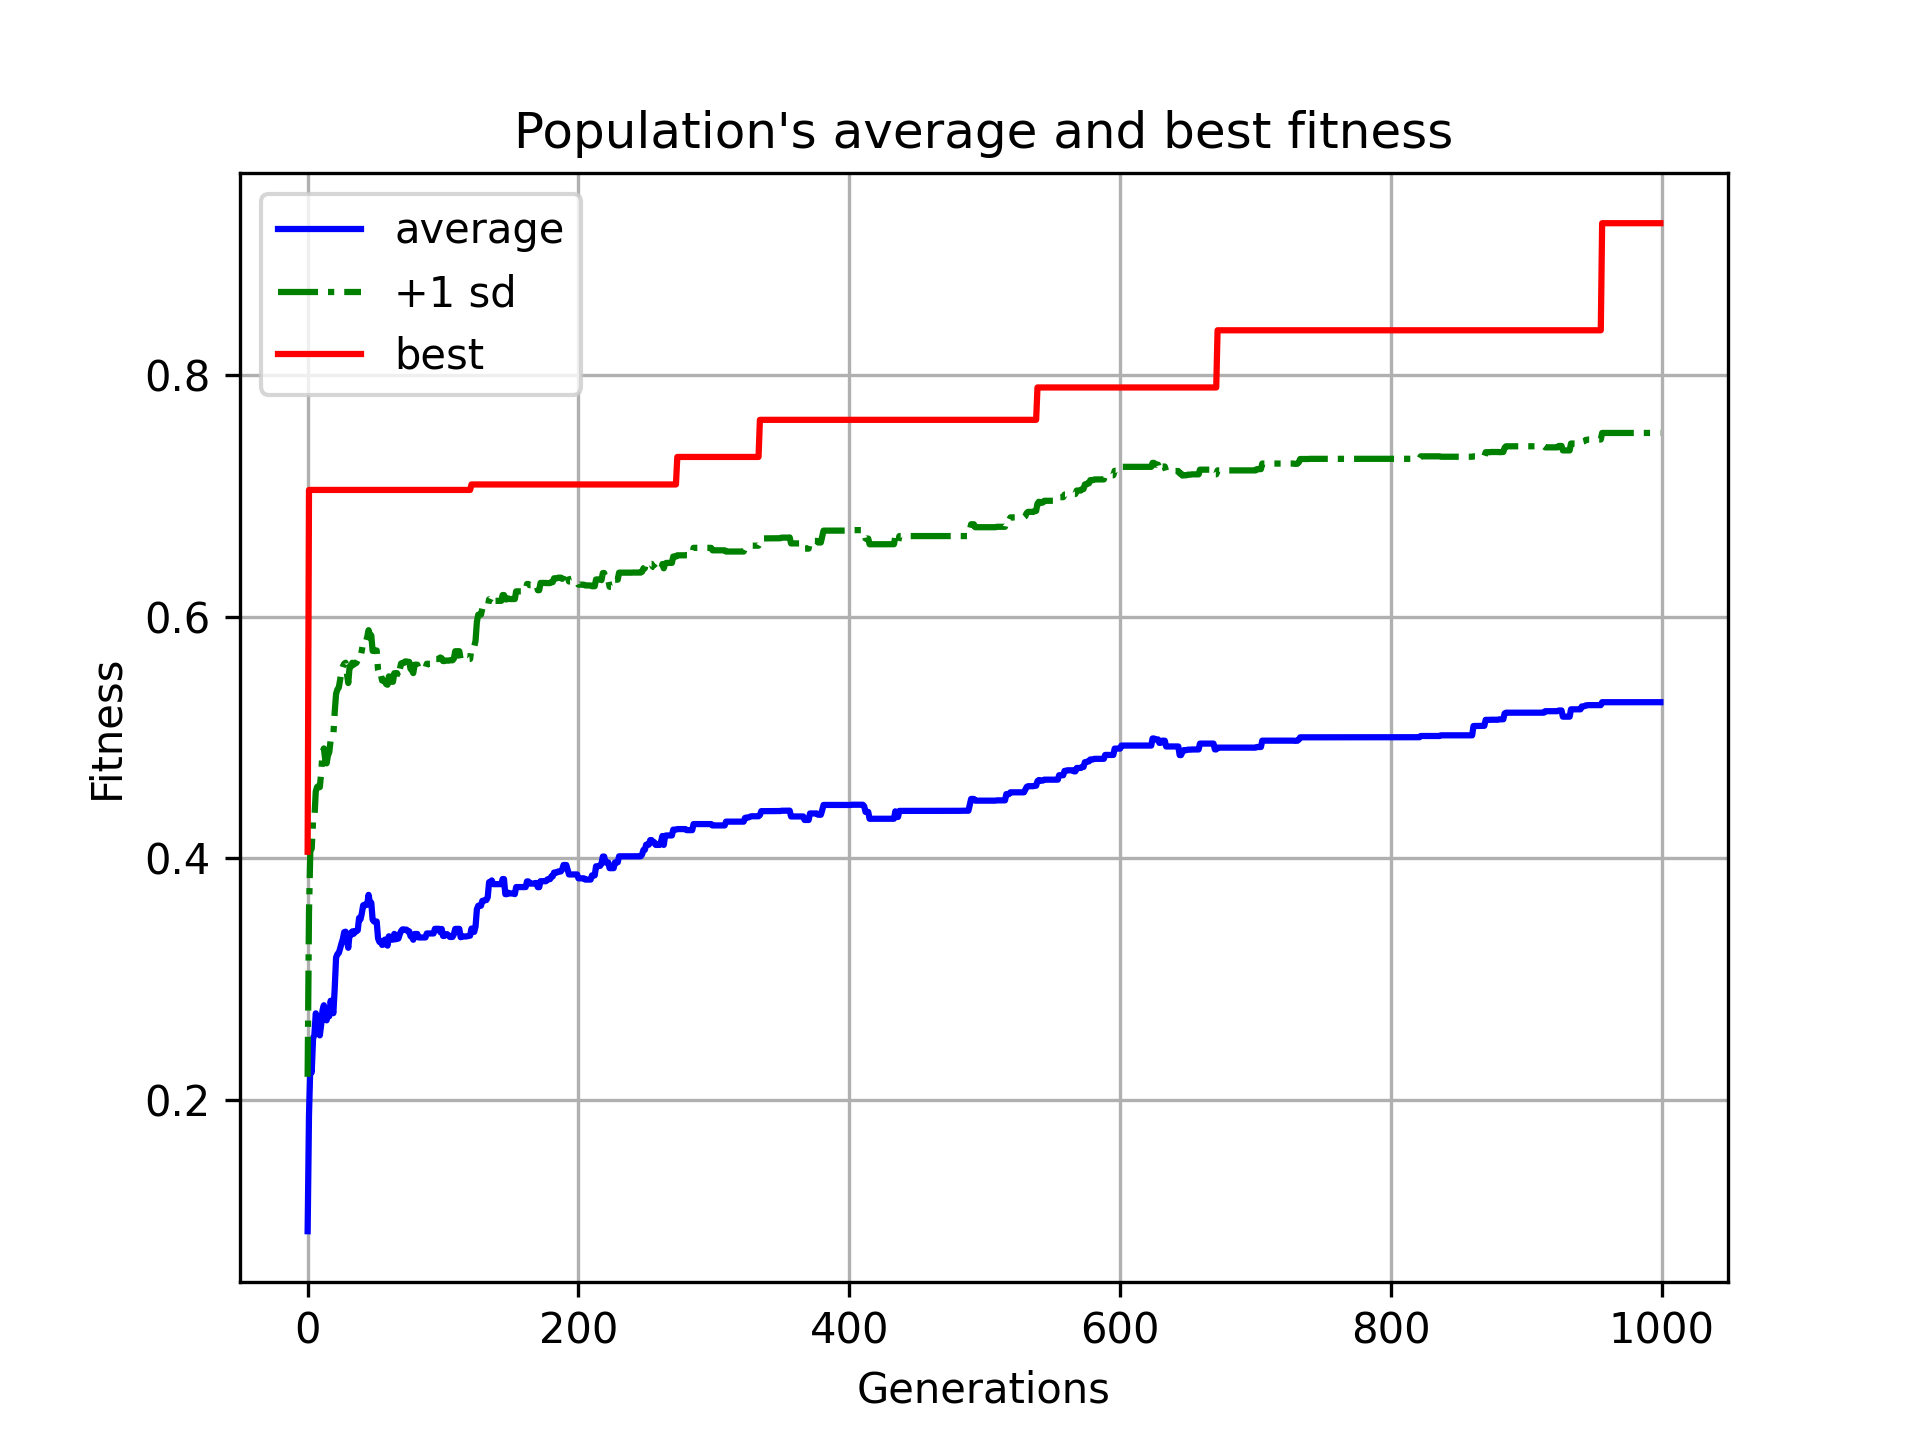 Population's average and best fitness
average
+1 sd
best
Fitness
0.8
0.6
0.4
0.2
0 200 400 600 800 1000
Generations